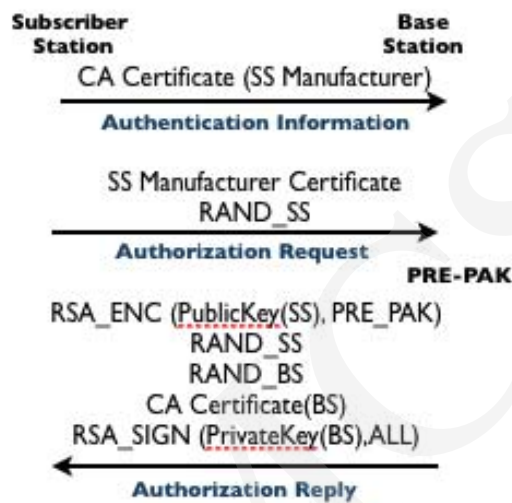 Subscriber Station
Base Station
CA Certificate (SS Manufacturer)
Authentication Information
SS Manufacturer Certificate
RAND_SS
Authorization Request
PRE-PAK
RSA_ENC (PublicKey(SS), PRE_PAK)
RAND_SS
RAND_BS
CA Certificate(BS)
RSA_SIGN (PrivateKey(BS),ALL)
Authorization Reply